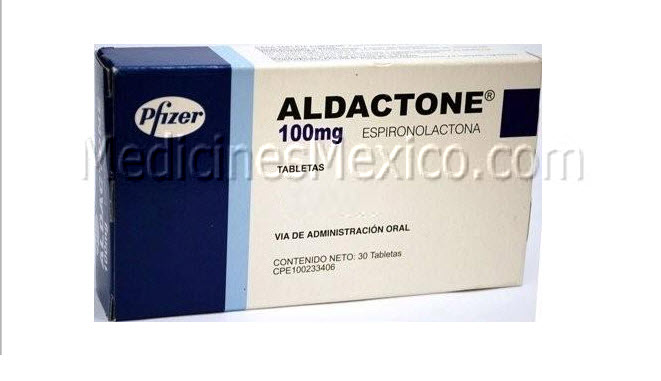 Pfizer
ALDACTONE®
100mg ESPIRONOLACTONA
MedicinesMexico.com
TABLETAS
VIA DE ADMINISTRACIÓN ORAL
CONTENIDO NETO: 30 Tabletas
CPE100233406